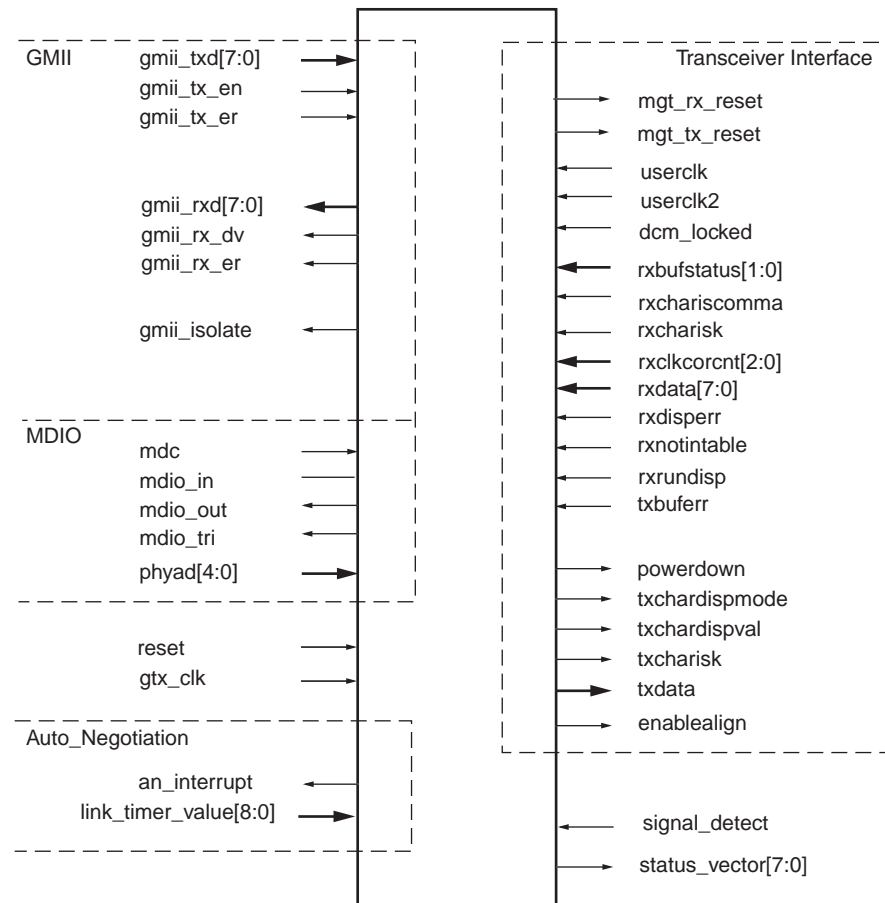 GMII
gmii_txd[7:0]
gmii_tx_en
gmii_tx_er
gmii_rxd[7:0]
gmii_rx_dv
gmii_rx_er
gmii_isolate
MDIO
mdc
mdio_in
mdio_out
mdio_tri
phyad[4:0]
reset
gtx_clk
Auto_Negotiation
an_interrupt
link_timer_value[8:0]
Transceiver Interface
mgt_rx_reset
mgt_tx_reset
userclk
userclk2
dcm_locked
rxbufstatus[1:0]
rxchariscomma
rxcharisk
rxclkcorcnt[2:0]
rxdata[7:0]
rxdisperr
rxnotintable
rxrundisp
txbuferr
powerdown
txchardispmode
txchardispval
txcharisk
txdata
enablealign
signal_detect
status_vector[7:0]